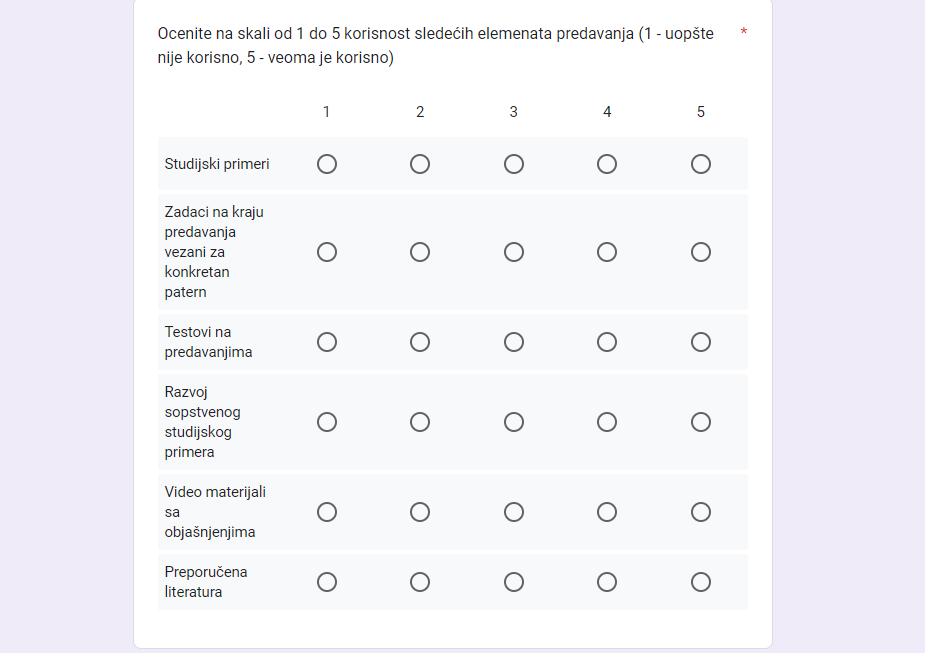 Ocenite na skali od 1 do 5 korisnost sledećih elemenata predavanja (1 - uopšte *
nije korisno, 5 - veoma je korisno)
1 2 3 4 5
Studijski primeri
Zadaci na kraju
predavanja
vezani za
konkretan
patern
Testovi na
predavanjima
Razvoj
sopstvenog
studijskog
primera
Video materijali
sa
objašnjenjima
Preporučena
literatura